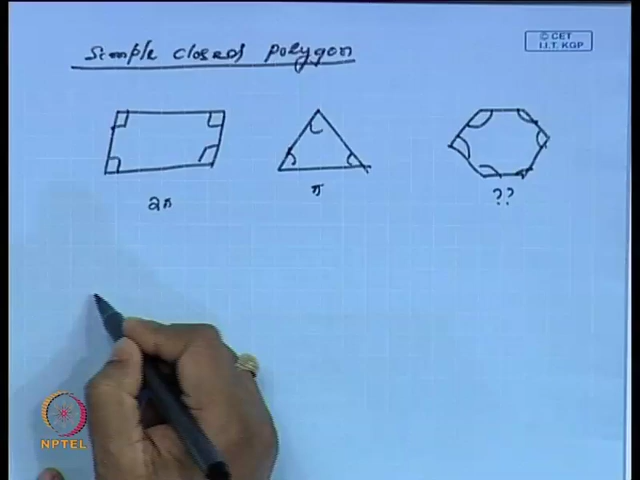 Simple closed polygon
© CET
I.I.T. KGP
2π
π
??
NPTEL